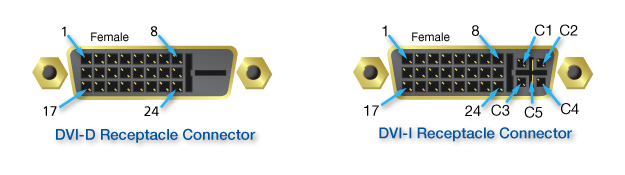 1 Female 8
17 24
DVI-D Receptacle Connector
1 Female 8 C1 C2
17 24 C3 C5 C4
DVI-I Receptacle Connector